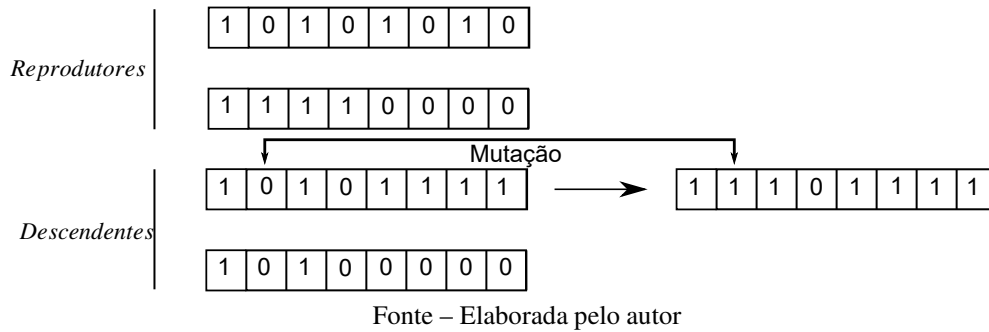 1 0 1 0 1 0 1 0
Reprodutores
1 1 1 1 0 0 0 0
Mutação
1 0 1 0 1 1 1 1
1 1 1 0 1 1 1 1
Descendentes
1 0 1 0 0 0 0 0
Fonte – Elaborada pelo autor